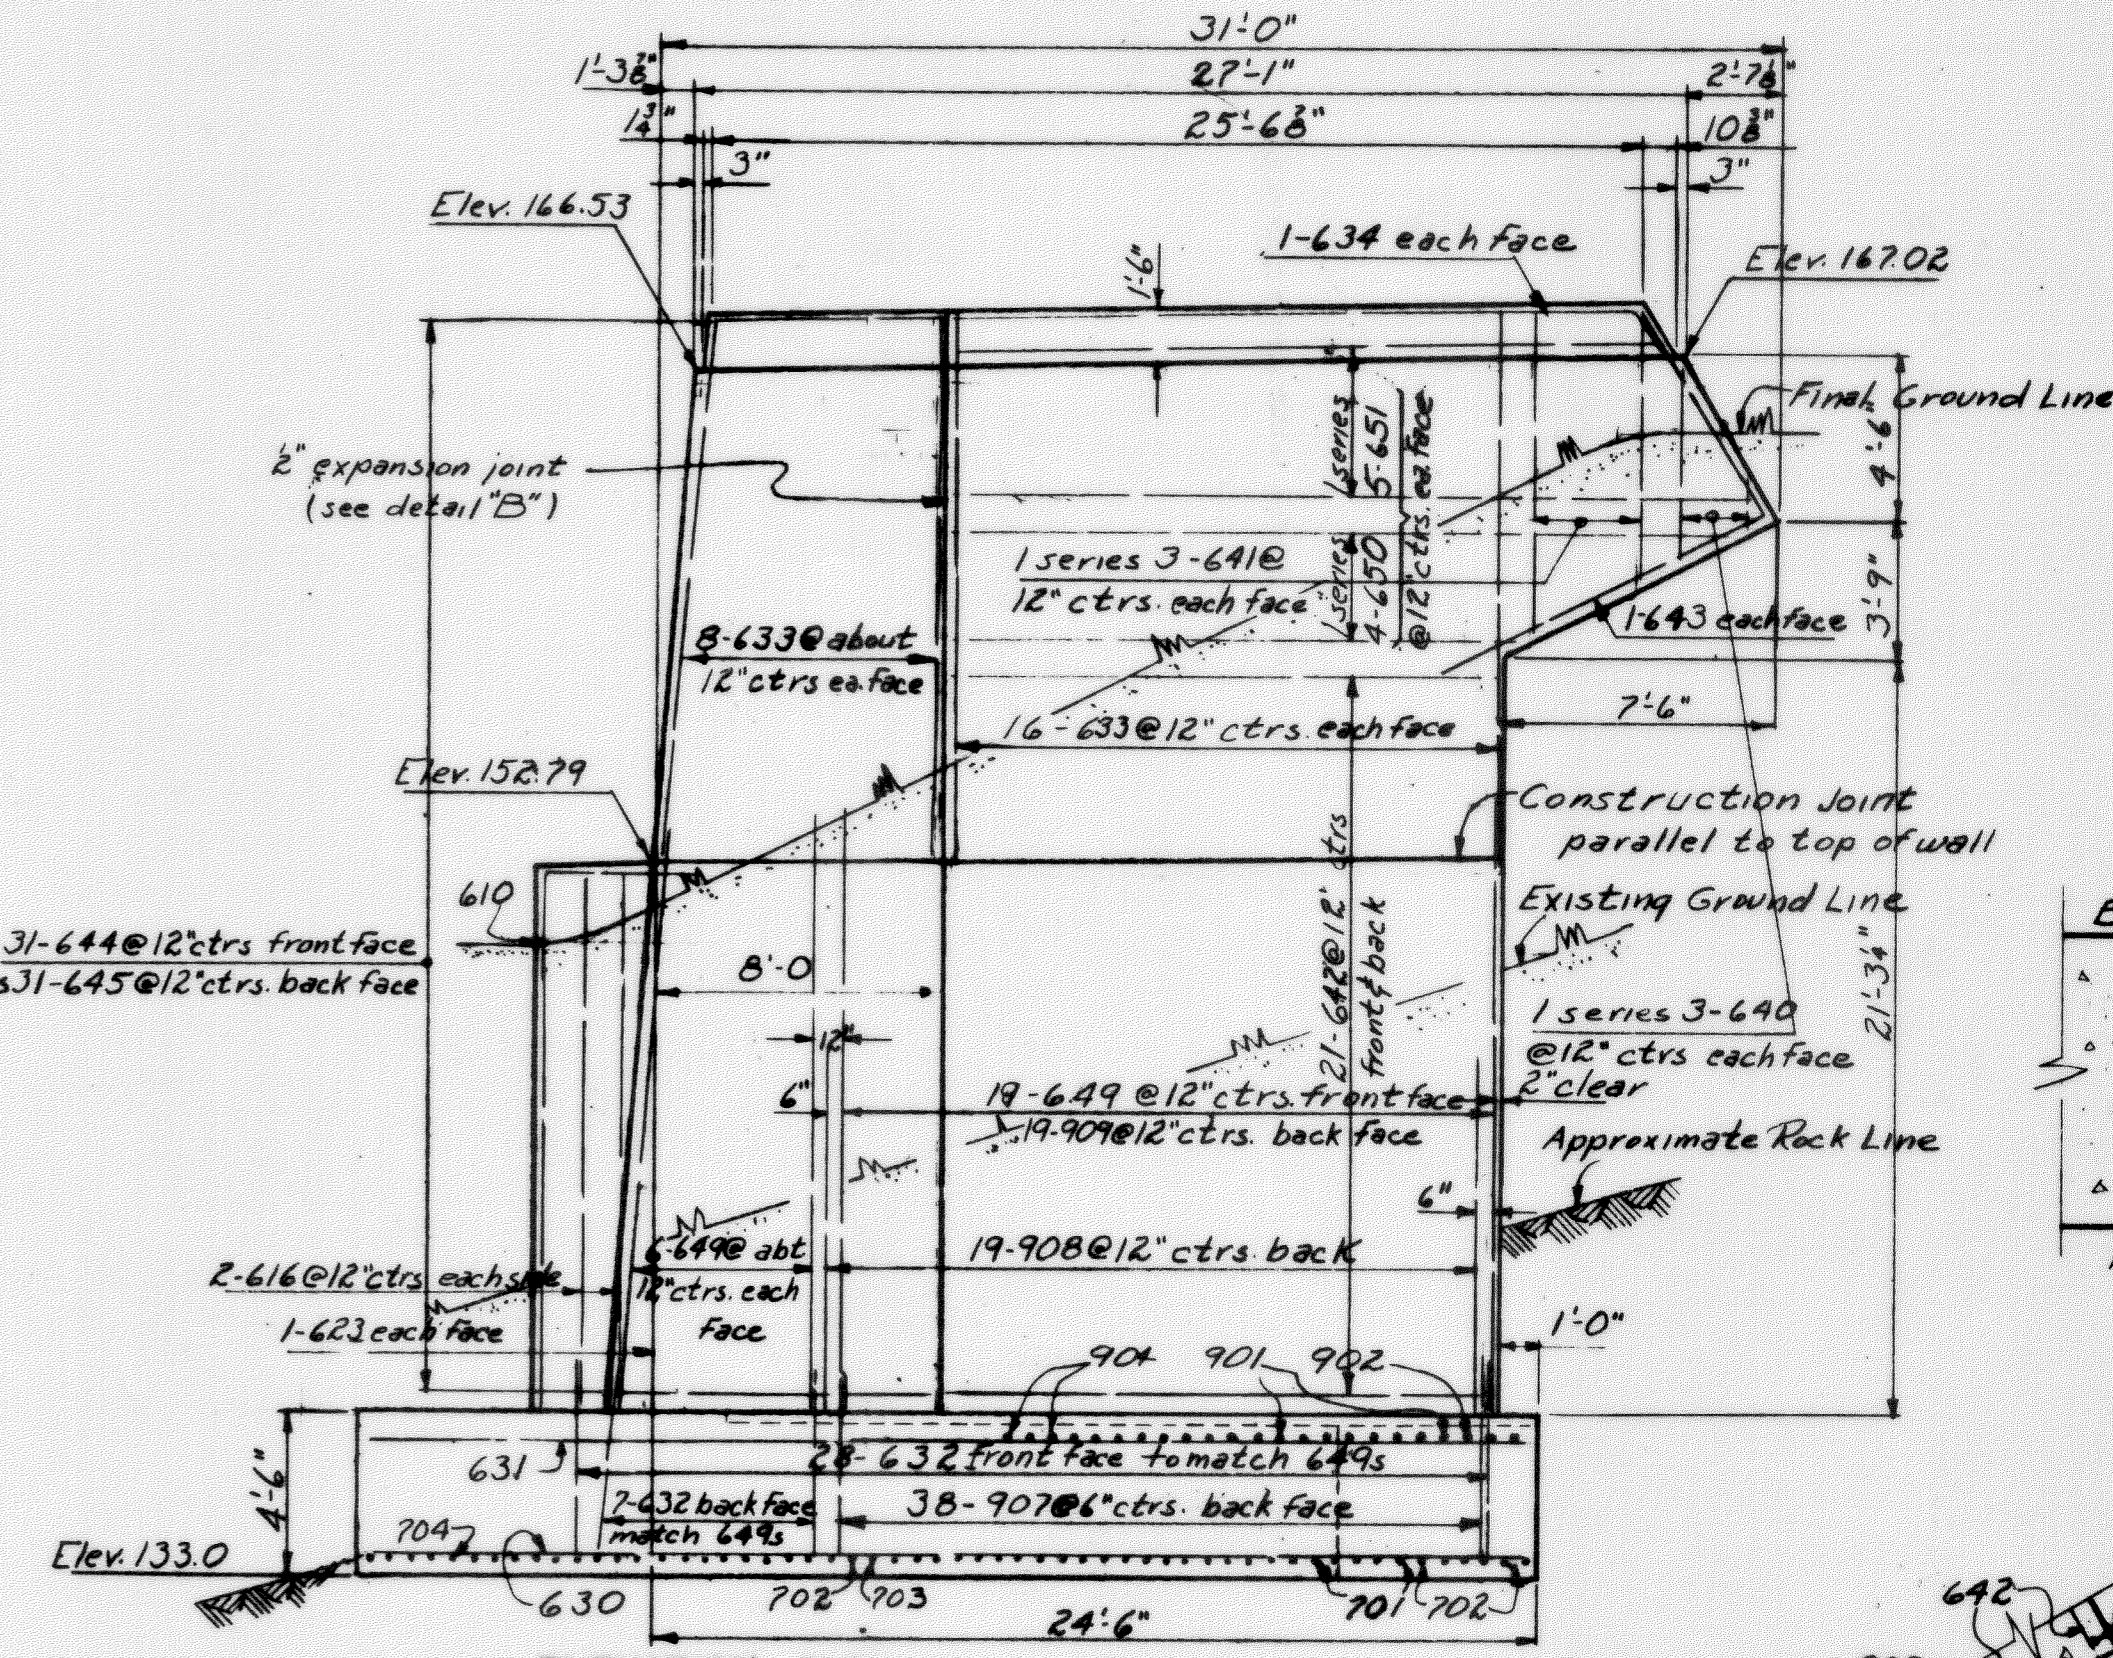 31'-0"
1'-3⅞"
27'-1"
2'-7⅛"
1¾"
25'-6⅞"
10⅜"
3"
3"
Elev. 166.53
1-634 each face
1'-6"
Elev. 167.02
Final Ground Line
½" expansion joint
(see detail "B")
1 series
5-651
1 series
4-650
@12" ctrs. ea. face
4'-6"
1 series 3-641@
12" ctrs. each face
1-643 each face
3'-9"
8-633@ about
12" ctrs ea. face
7'-6"
16-633@12" ctrs. each face
Elev. 152.79
Construction Joint
parallel to top of wall
610
Existing Ground Line
31-644@12" ctrs front face
31-645@12" ctrs. back face
8'-0
21-642@12" ctrs
front & back
21'-3¼"
12"
1 series 3-640
@12" ctrs each face
2" clear
6"
19-649 @12" ctrs. front face
19-909@12" ctrs. back face
Approximate Rock Line
6"
6-649@ abt
12" ctrs. each
face
19-908@12" ctrs. back
2-616@12" ctrs. each side
1-623 each face
1'-0"
904
901
902
4'-6"
631
28-632 front face to match 649s
7-632 back face
match 649s
38-907@6" ctrs. back face
704
Elev. 133.0
630
702
703
701
702
24'-6"
642